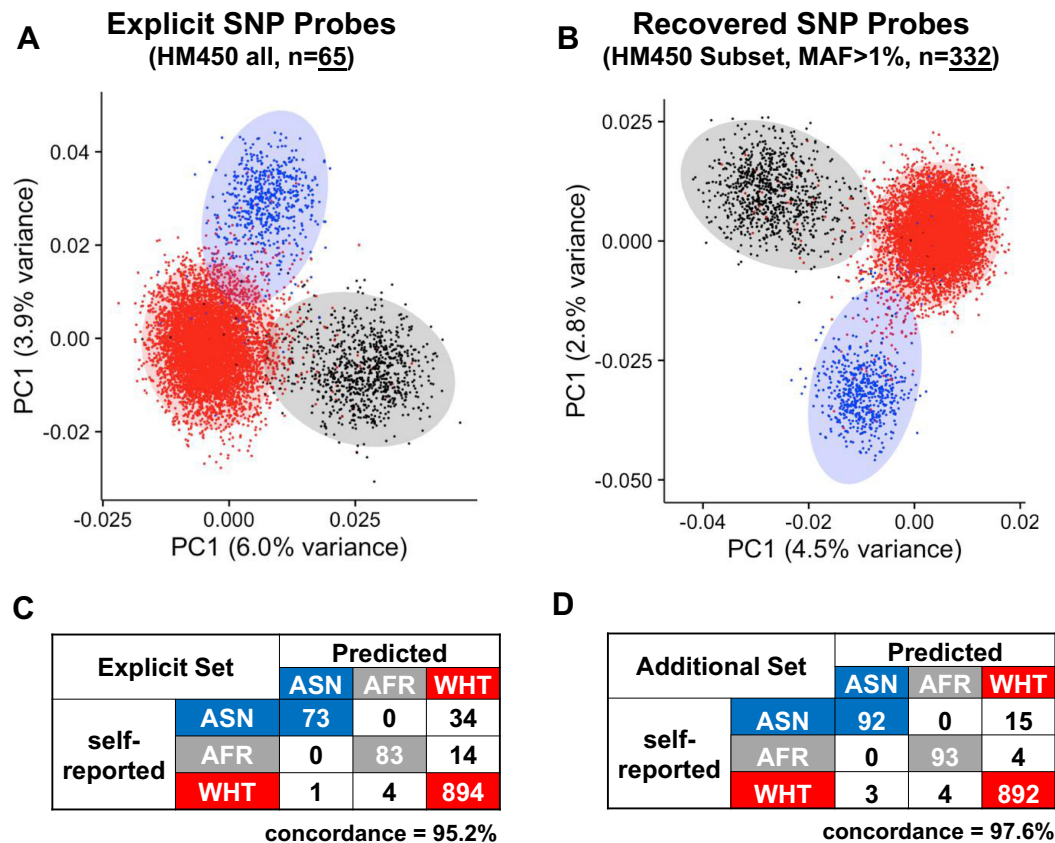 A
Explicit SNP Probes
(HM450 all, n=65)
PC1 (3.9% variance)
0.04
0.02
0.00
-0.02
-0.025
0.000
0.025
PC1 (6.0% variance)
B
Recovered SNP Probes
(HM450 Subset, MAF>1%, n=332)
PC1 (2.8% variance)
0.025
0.000
-0.025
-0.050
-0.04
-0.02
0.00
0.02
PC1 (4.5% variance)
C
Explicit Set
Predicted
ASN AFR WHT
self-reported
ASN 73 0 34
AFR 0 83 14
WHT 1 4 894
concordance = 95.2%
D
Additional Set
Predicted
ASN AFR WHT
self-reported
ASN 92 0 15
AFR 0 93 4
WHT 3 4 892
concordance = 97.6%